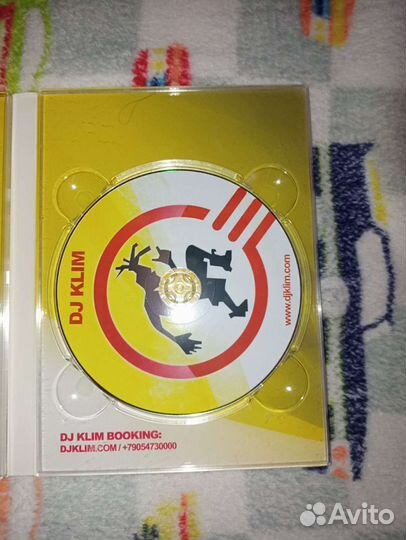 DJ KLIM
www.djklim.com
DJ KLIM BOOKING:
DJKLIM.COM / +79054730000
Avito